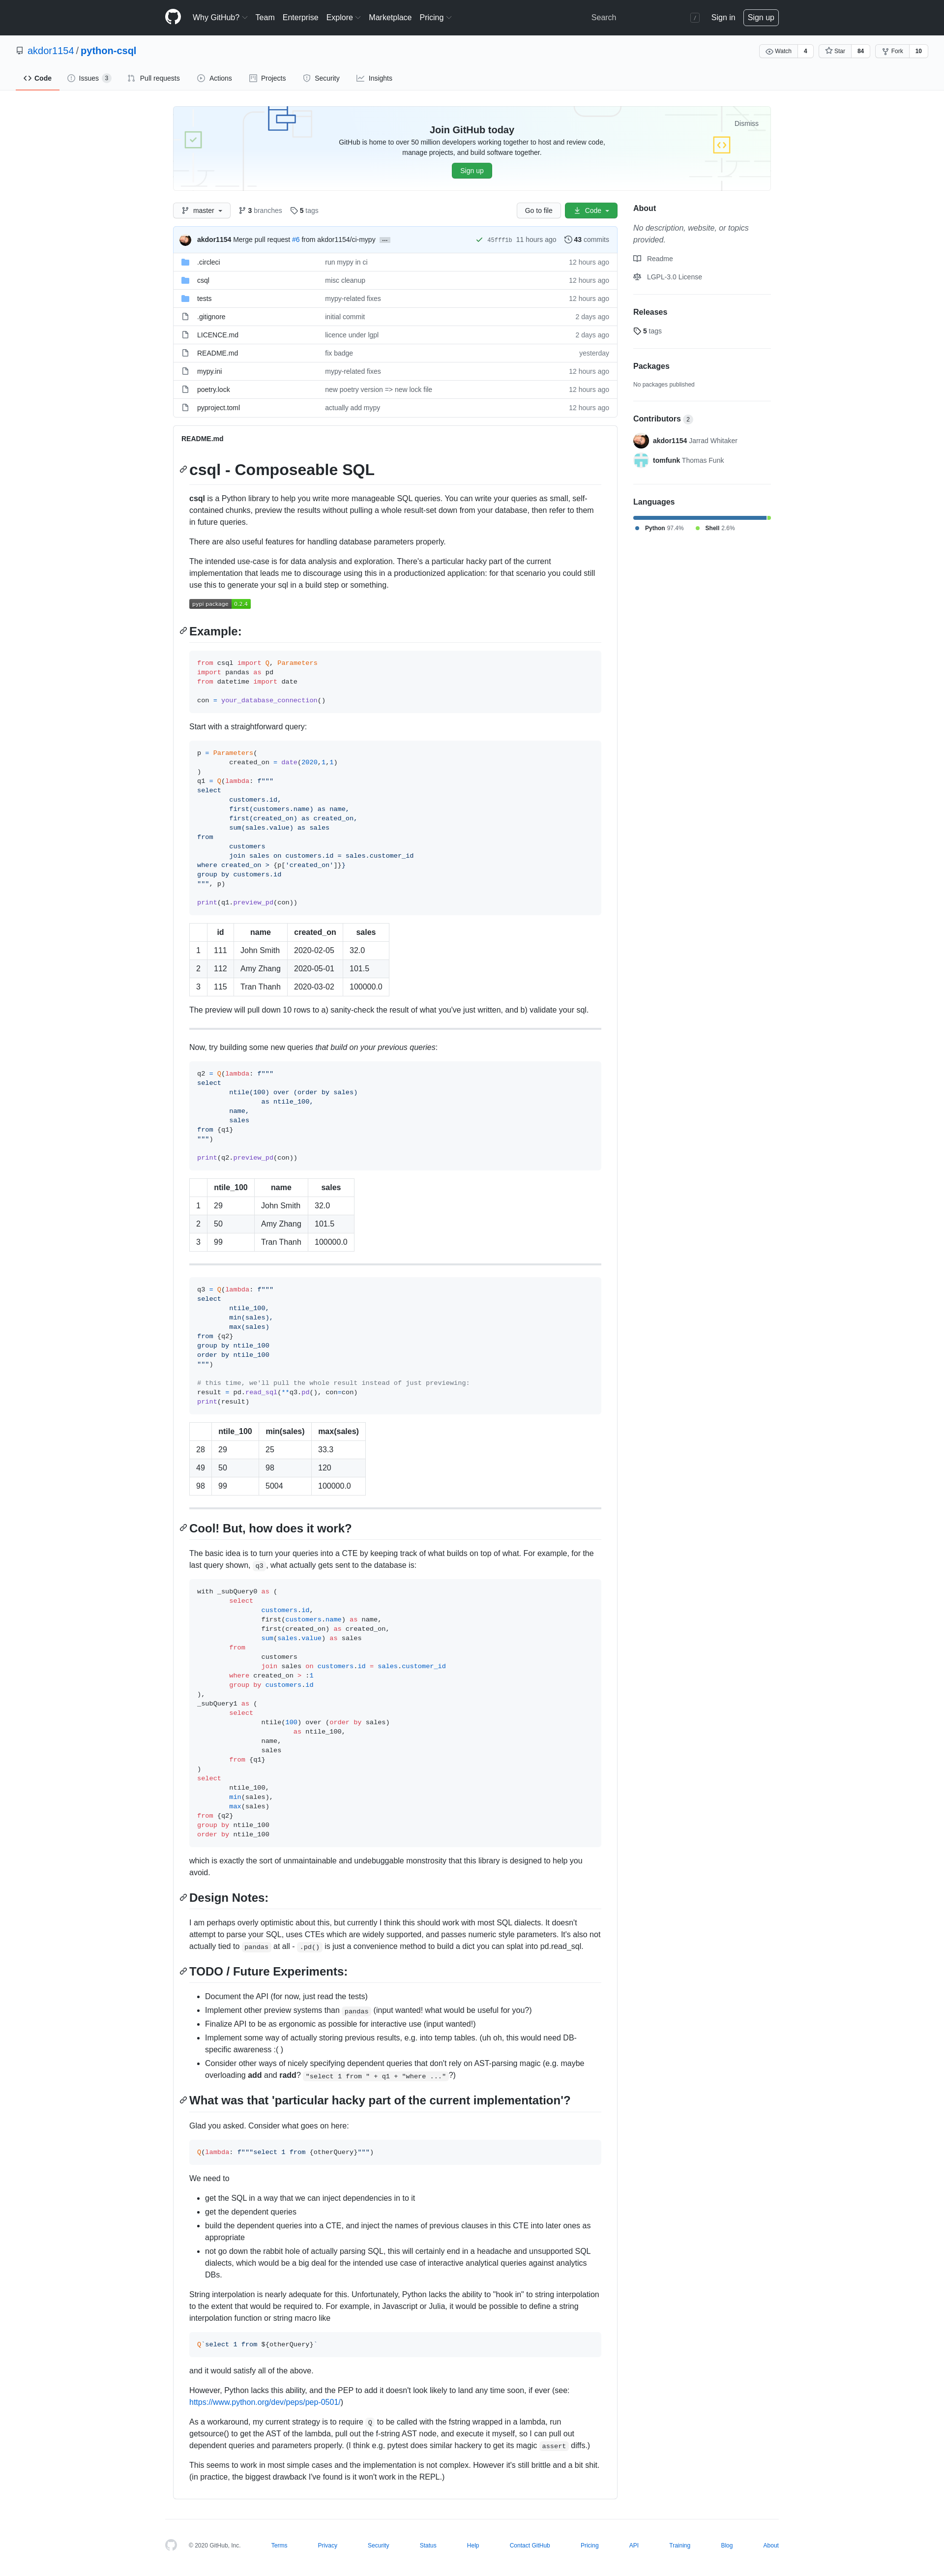 Why GitHub? Team Enterprise Explore Marketplace Pricing Search / Sign in Sign up
akdor1154 / python-csql
Watch 4 Star 84 Fork 10
Code Issues 3 Pull requests Actions Projects Security Insights
Join GitHub today
Dismiss
GitHub is home to over 50 million developers working together to host and review code,
manage projects, and build software together.
Sign up
master 3 branches 5 tags Go to file Code
akdor1154 Merge pull request #6 from akdor1154/ci-mypy ... 45fff1b 11 hours ago 43 commits
.circleci run mypy in ci 12 hours ago
csql misc cleanup 12 hours ago
tests mypy-related fixes 12 hours ago
.gitignore initial commit 2 days ago
LICENCE.md licence under lgpl 2 days ago
README.md fix badge yesterday
mypy.ini mypy-related fixes 12 hours ago
poetry.lock new poetry version => new lock file 12 hours ago
pyproject.toml actually add mypy 12 hours ago
About
No description, website, or topics
provided.
Readme
LGPL-3.0 License
Releases
5 tags
Packages
No packages published
Contributors 2
akdor1154 Jarrad Whitaker
tomfunk Thomas Funk
Languages
Python 97.4% Shell 2.6%
README.md
csql - Composeable SQL
csql is a Python library to help you write more manageable SQL queries. You can write your queries as small, self-
contained chunks, preview the results without pulling a whole result-set down from your database, then refer to them
in future queries.
There are also useful features for handling database parameters properly.
The intended use-case is for data analysis and exploration. There's a particular hacky part of the current
implementation that leads me to discourage using this in a productionized application: for that scenario you could still
use this to generate your sql in a build step or something.
pypi package 0.2.4
Example:
from csql import Q, Parameters
import pandas as pd
from datetime import date
con = your_database_connection()
Start with a straightforward query:
p = Parameters(
created_on = date(2020,1,1)
)
q1 = Q(lambda: f"""
select
customers.id,
first(customers.name) as name,
first(created_on) as created_on,
sum(sales.value) as sales
from
customers
join sales on customers.id = sales.customer_id
where created_on > {p['created_on']}}
group by customers.id
""", p)
print(q1.preview_pd(con))
id name created_on sales
1 111 John Smith 2020-02-05 32.0
2 112 Amy Zhang 2020-05-01 101.5
3 115 Tran Thanh 2020-03-02 100000.0
The preview will pull down 10 rows to a) sanity-check the result of what you've just written, and b) validate your sql.
Now, try building some new queries that build on your previous queries:
q2 = Q(lambda: f"""
select
ntile(100) over (order by sales)
as ntile_100,
name,
sales
from {q1}
""")
print(q2.preview_pd(con))
ntile_100 name sales
1 29 John Smith 32.0
2 50 Amy Zhang 101.5
3 99 Tran Thanh 100000.0
q3 = Q(lambda: f"""
select
ntile_100,
min(sales),
max(sales)
from {q2}
group by ntile_100
order by ntile_100
""")
# this time, we'll pull the whole result instead of just previewing:
result = pd.read_sql(**q3.pd(), con=con)
print(result)
ntile_100 min(sales) max(sales)
28 29 25 33.3
49 50 98 120
98 99 5004 100000.0
Cool! But, how does it work?
The basic idea is to turn your queries into a CTE by keeping track of what builds on top of what. For example, for the
last query shown, q3, what actually gets sent to the database is:
with _subQuery0 as (
select
customers.id,
first(customers.name) as name,
first(created_on) as created_on,
sum(sales.value) as sales
from
customers
join sales on customers.id = sales.customer_id
where created_on > :1
group by customers.id
),
_subQuery1 as (
select
ntile(100) over (order by sales)
as ntile_100,
name,
sales
from {q1}
)
select
ntile_100,
min(sales),
max(sales)
from {q2}
group by ntile_100
order by ntile_100
which is exactly the sort of unmaintainable and undebuggable monstrosity that this library is designed to help you
avoid.
Design Notes:
I am perhaps overly optimistic about this, but currently I think this should work with most SQL dialects. It doesn't
attempt to parse your SQL, uses CTEs which are widely supported, and passes numeric style parameters. It's also not
actually tied to pandas at all - .pd() is just a convenience method to build a dict you can splat into pd.read_sql.
TODO / Future Experiments:
• Document the API (for now, just read the tests)
• Implement other preview systems than pandas (input wanted! what would be useful for you?)
• Finalize API to be as ergonomic as possible for interactive use (input wanted!)
• Implement some way of actually storing previous results, e.g. into temp tables. (uh oh, this would need DB-
specific awareness :( )
• Consider other ways of nicely specifying dependent queries that don't rely on AST-parsing magic (e.g. maybe
overloading add and radd? "select 1 from " + q1 + "where ..." ?)
What was that 'particular hacky part of the current implementation'?
Glad you asked. Consider what goes on here:
Q(lambda: f"""select 1 from {otherQuery}""")
We need to
• get the SQL in a way that we can inject dependencies in to it
• get the dependent queries
• build the dependent queries into a CTE, and inject the names of previous clauses in this CTE into later ones as
appropriate
• not go down the rabbit hole of actually parsing SQL, this will certainly end in a headache and unsupported SQL
dialects, which would be a big deal for the intended use case of interactive analytical queries against analytics
DBs.
String interpolation is nearly adequate for this. Unfortunately, Python lacks the ability to "hook in" to string interpolation
to the extent that would be required to. For example, in Javascript or Julia, it would be possible to define a string
interpolation function or string macro like
Q`select 1 from ${otherQuery}`
and it would satisfy all of the above.
However, Python lacks this ability, and the PEP to add it doesn't look likely to land any time soon, if ever (see:
https://www.python.org/dev/peps/pep-0501/)
As a workaround, my current strategy is to require Q to be called with the fstring wrapped in a lambda, run
getsource() to get the AST of the lambda, pull out the f-string AST node, and execute it myself, so I can pull out
dependent queries and parameters properly. (I think e.g. pytest does similar hackery to get its magic assert diffs.)
This seems to work in most simple cases and the implementation is not complex. However it's still brittle and a bit shit.
(in practice, the biggest drawback I've found is it won't work in the REPL.)
© 2020 GitHub, Inc. Terms Privacy Security Status Help Contact GitHub Pricing API Training Blog About